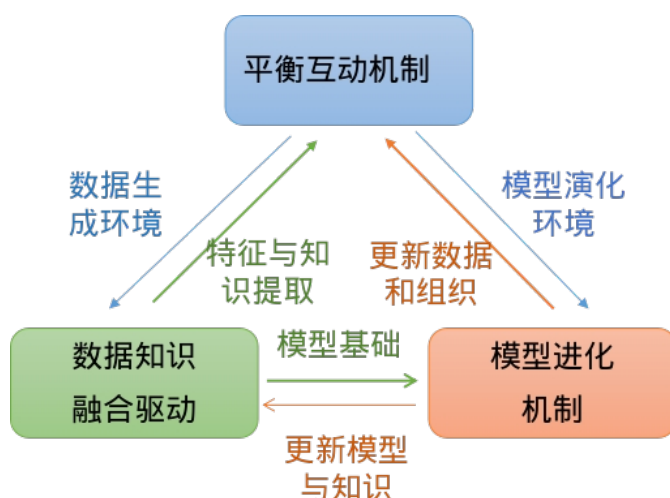 平衡互动机制
数据生
成环境
模型演化
环境
特征与知
识提取
更新数据
和组织
数据知识
融合驱动
模型基础
模型进化
机制
更新模型
与知识